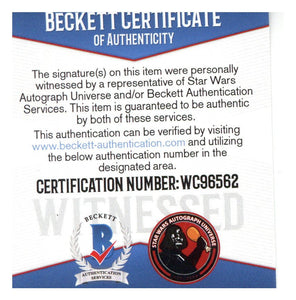 BECKETT CERTIFICATE
OF AUTHENTICITY
The signature(s) on this item were personally
witnessed by a representative of Star Wars
Autograph Universe and/or Beckett Authentication
Services. This item is guaranteed to be authentic
by both of these services.
This authentication can be verified by visiting
www.beckett-authentication.com and utilizing
the below authentication number in the
designated area.
CERTIFICATION NUMBER:WC96562
WITNESSED
BECKETT
B
AUTHENTICATION
SERVICES
STAR WARS AUTOGRAPH UNIVERSE